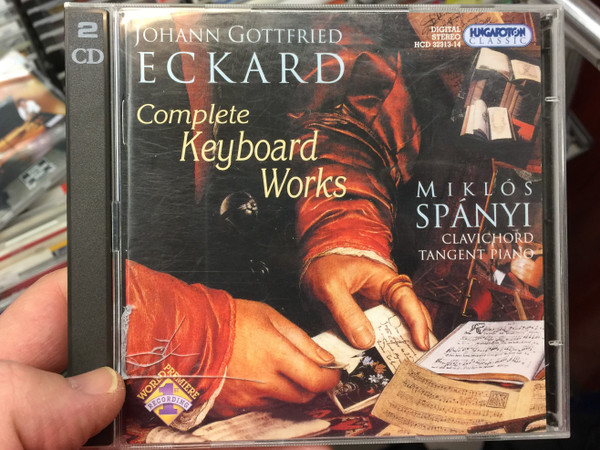 2
CD
JOHANN GOTTFRIED
ECKARD
Complete
Keyboard
Works
DIGITAL
STEREO
HCD 32313-14
HUNGAROTON
CLASSIC
MIKLÓS
SPÁNYI
CLAVICHORD
TANGENT PIANO
WORLD PREMIERE
1
RECORDING